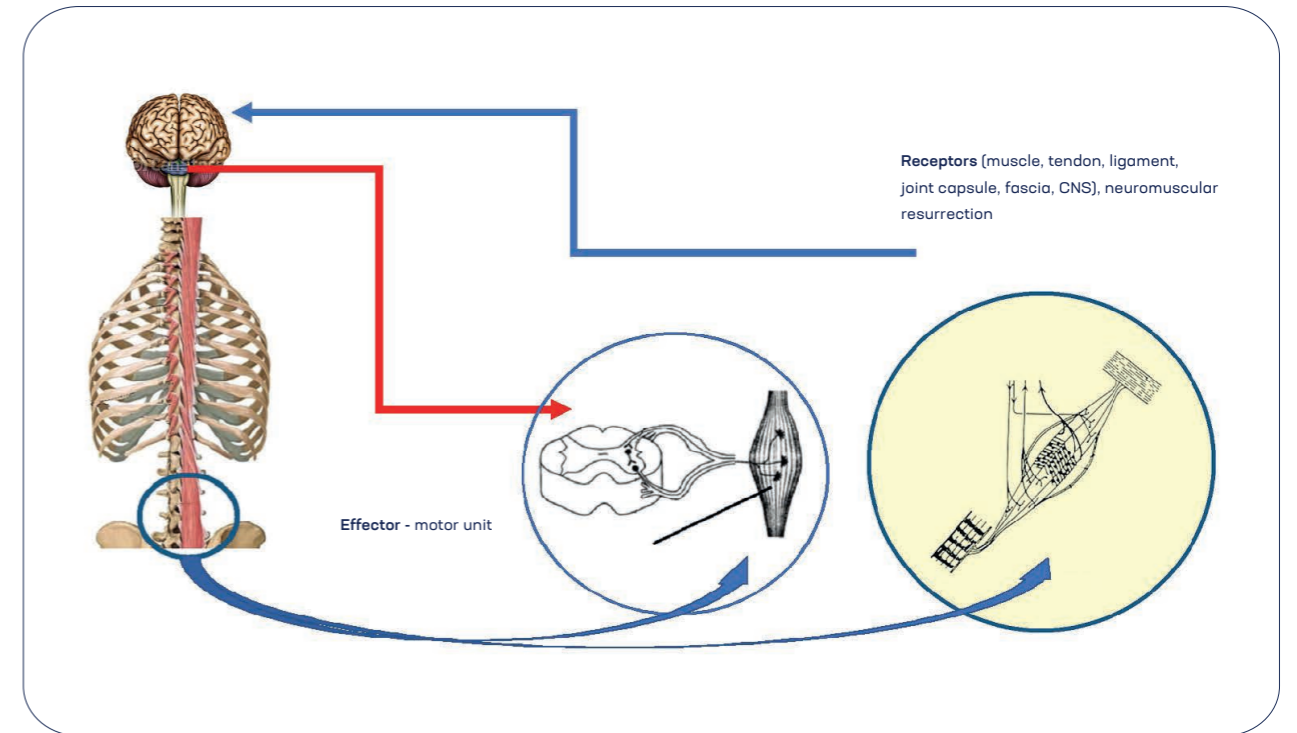 Receptors (muscle, tendon, ligament,
joint capsule, fascia, CNS), neuromuscular
resurrection
Effector - motor unit